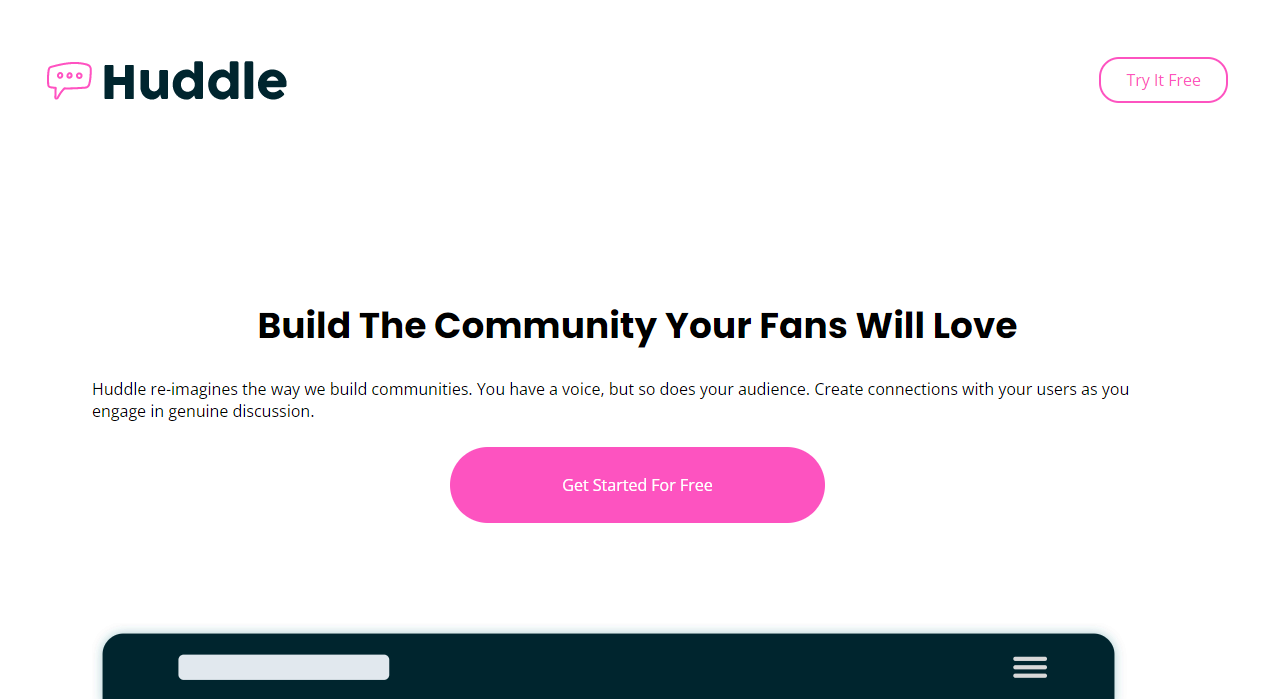 Huddle
Try It Free
Build The Community Your Fans Will Love
Huddle re-imagines the way we build communities. You have a voice, but so does your audience. Create connections with your users as you
engage in genuine discussion.
Get Started For Free